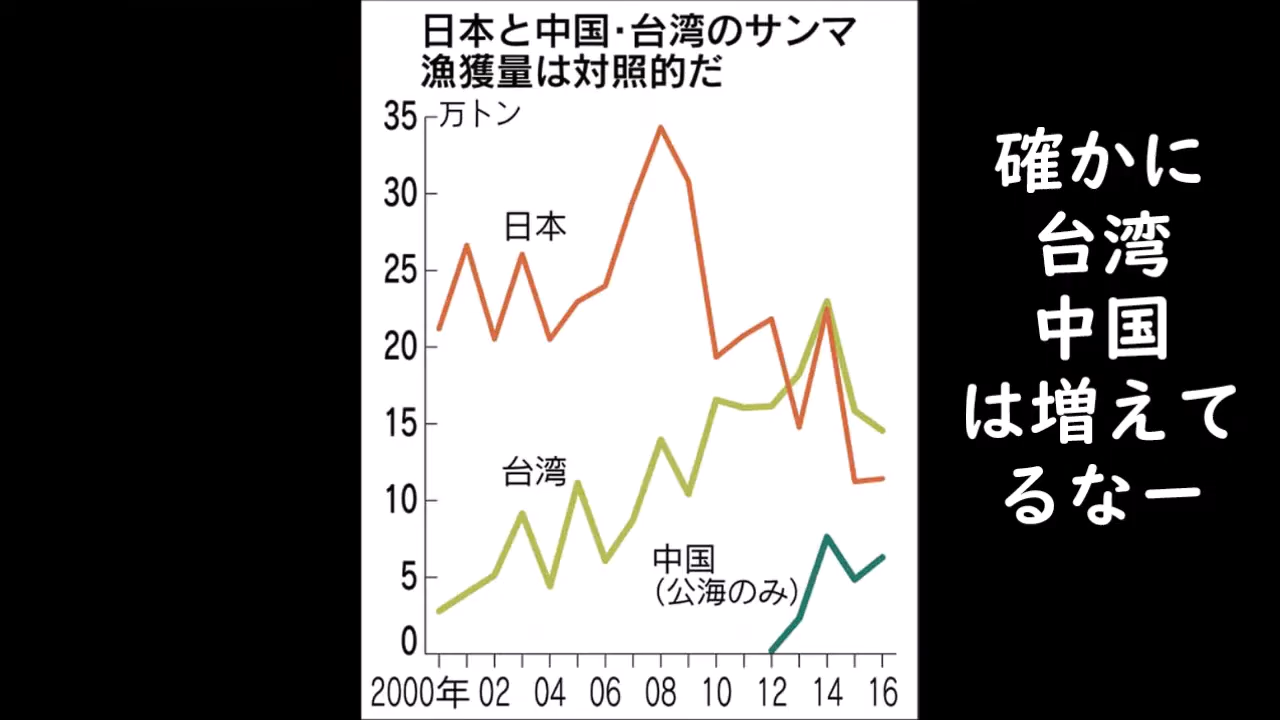 日本と中国・台湾のサンマ
漁獲量は対照的だ
35
万トン
30
日本
25
20
15
台湾
10
中国
(公海のみ)
5
0
2000年 02 04 06 08 10 12 14 16
確かに
台湾
中国
は増えて
るなー